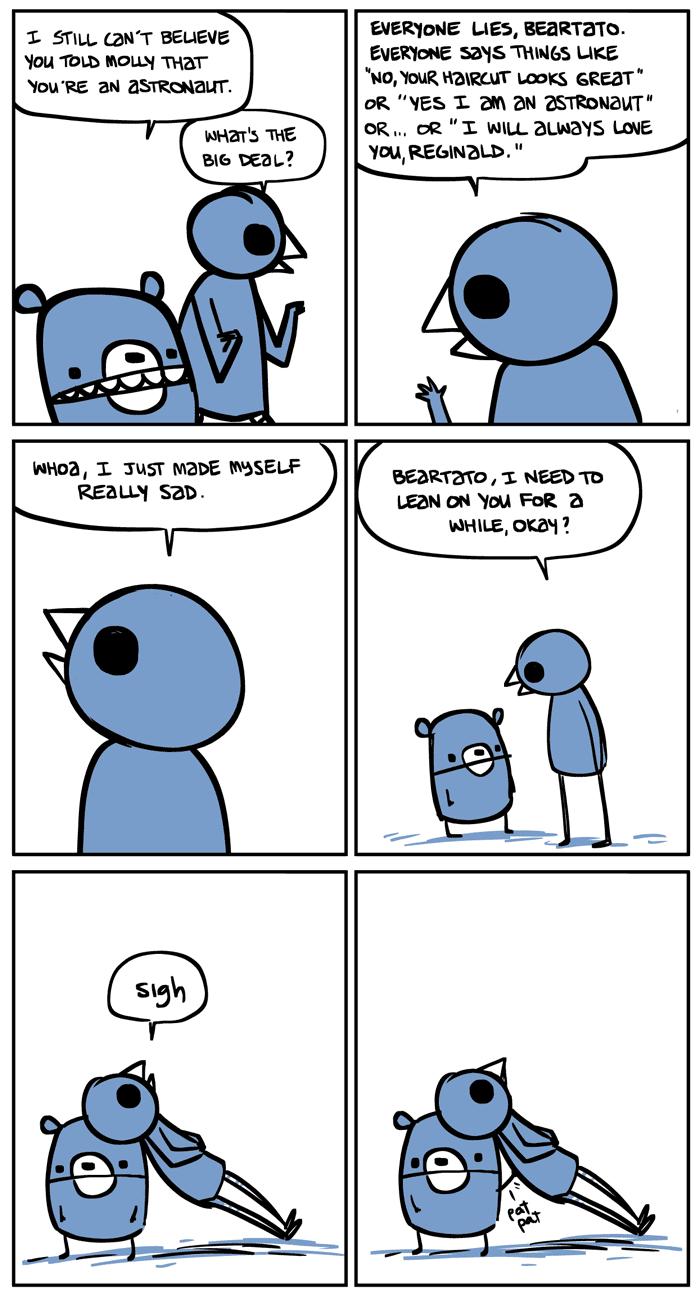 I STILL CAN'T BELIEVE
YOU TOLD MOLLY THAT
YOU'RE AN ASTRONAUT.
WHAT'S THE
BIG DEAL?
EVERYONE LIES, BEARTATO.
EVERYONE SAYS THINGS LIKE
"NO, YOUR HAIRCUT LOOKS GREAT"
OR "YES I AM AN ASTRONAUT"
OR... OR "I WILL ALWAYS LOVE
YOU, REGINALD."
WHOA, I JUST MADE MYSELF
REALLY SAD.
BEARTATO, I NEED TO
LEAN ON YOU FOR A
WHILE, OKAY?
sigh
pat
pat